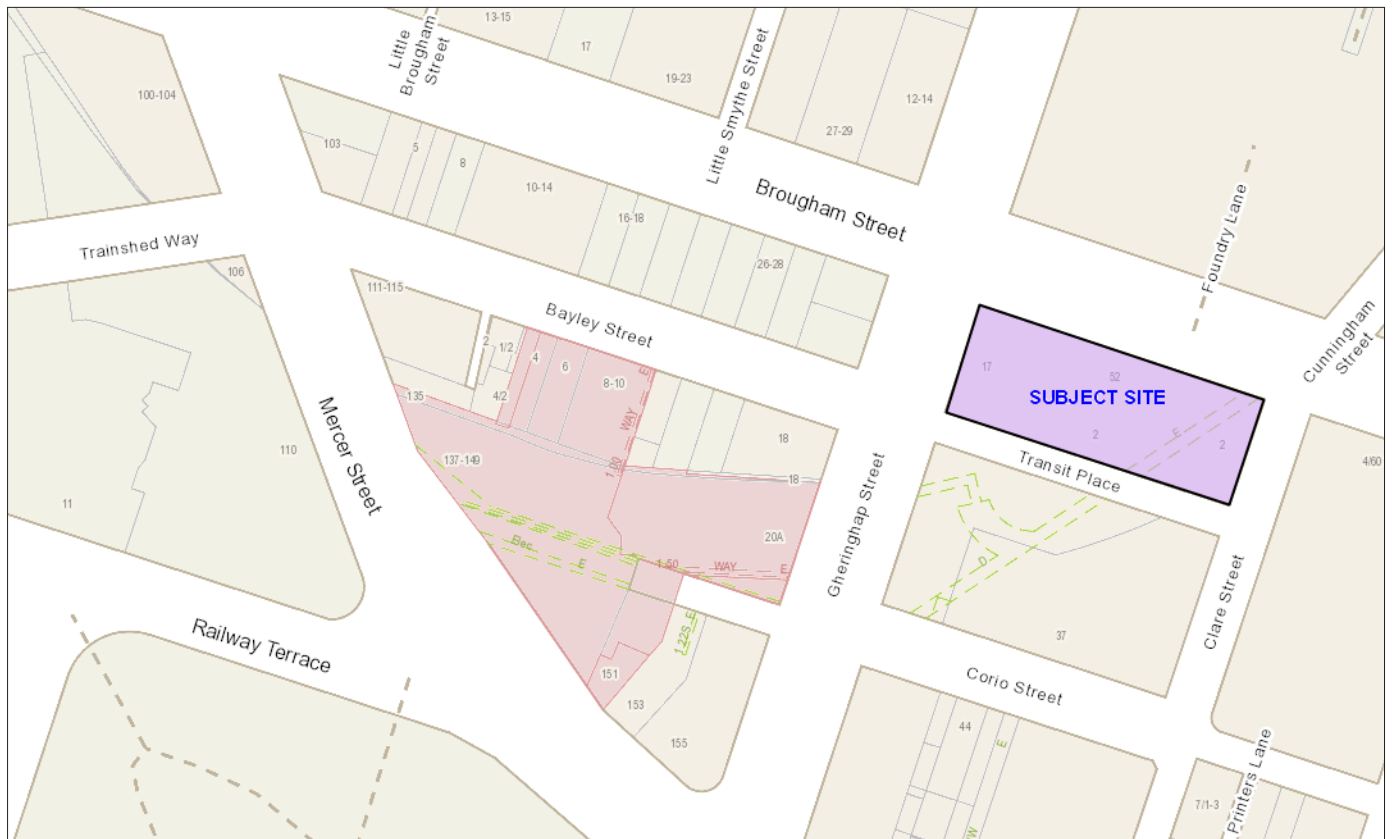 13-15
Little
Brougham
Street
17
19-23
Little Smythe Street
12-14
27-29
100-104
103
5
8
10-14
16-18
26-28
Brougham Street
Foundry Lane
Cunningham
Street
Trainshed Way
106
111-115
Bayley Street
2
1/2
4
6
8-10
4/2
E
WAY
1.00
18
18
17
52
SUBJECT SITE
E
2
2
Transit Place
4/60
135
137-149
Mercer Street
110
11
Elec
E
1.50
WAY
E
20A
Gheringhap Street
D
37
Clare Street
Railway Terrace
1.22S E
151
153
155
Corio Street
44
E
W
7/1-3
Printers Lane